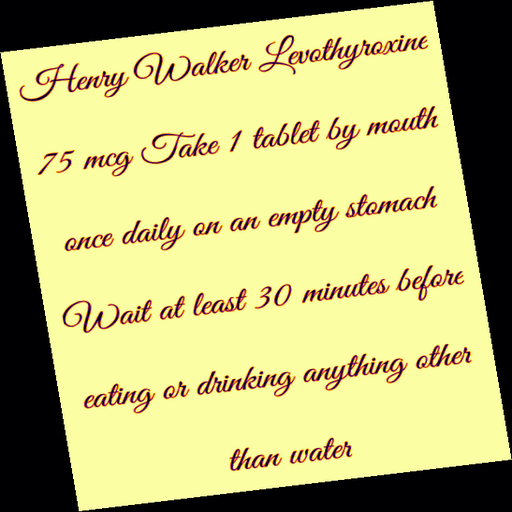 Henry Walker Levothyroxine
75 mcg Take 1 tablet by mouth
once daily on an empty stomach
Wait at least 30 minutes before
eating or drinking anything other
than water